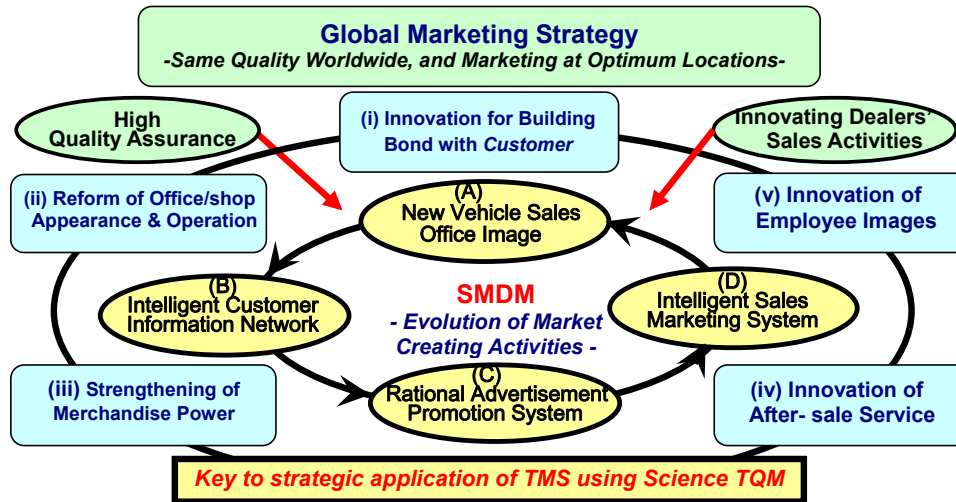 Global Marketing Strategy
-Same Quality Worldwide, and Marketing at Optimum Locations-
High
Quality Assurance
(i) Innovation for Building
Bond with Customer
Innovating Dealers'
Sales Activities
(ii) Reform of Office/shop
Appearance & Operation
(A)
New Vehicle Sales
Office Image
(v) Innovation of
Employee Images
(B)
Intelligent Customer
Information Network
SMDM
- Evolution of Market
Creating Activities -
(D)
Intelligent Sales
Marketing System
(iii) Strengthening of
Merchandise Power
(C)
Rational Advertisement
Promotion System
(iv) Innovation of
After- sale Service
Key to strategic application of TMS using Science TQM